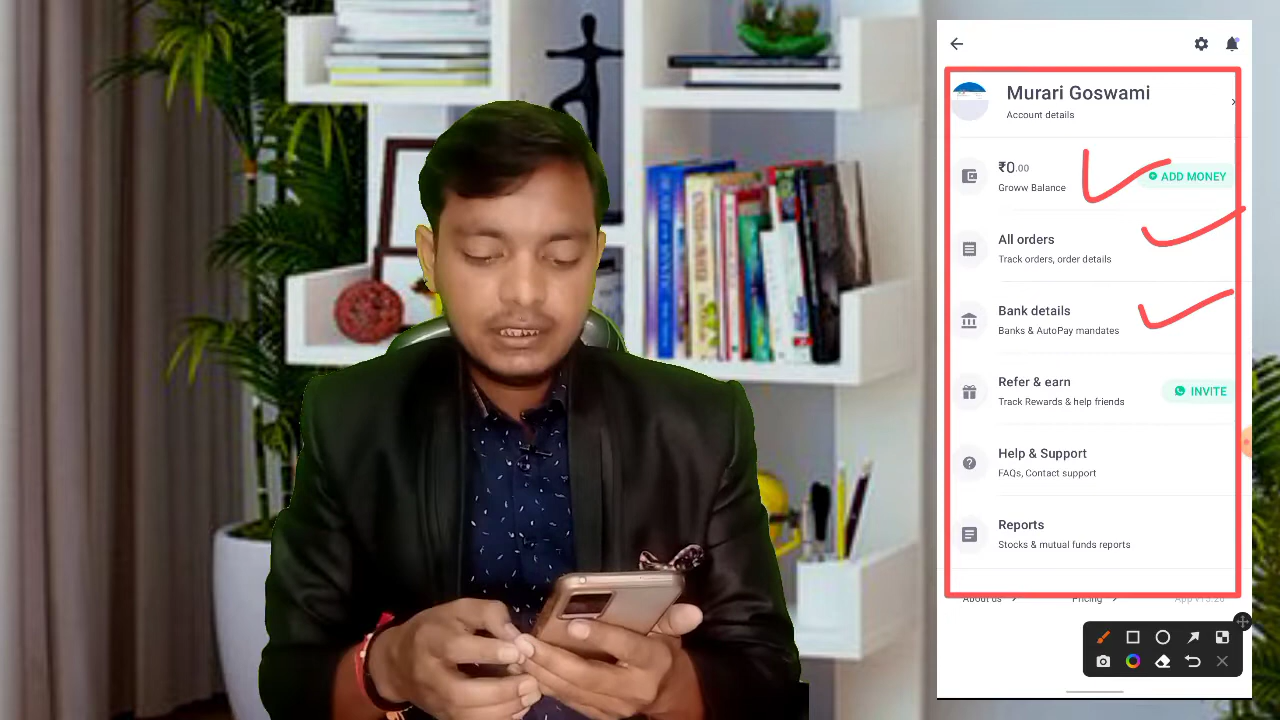 Murari Goswami
Account details
₹0.00
Groww Balance
ADD MONEY
All orders
Track orders, order details
Bank details
Banks & AutoPay mandates
Refer & earn
Track Rewards & help friends
INVITE
Help & Support
FAQs, Contact support
Reports
Stocks & mutual funds reports
About us
Pricing